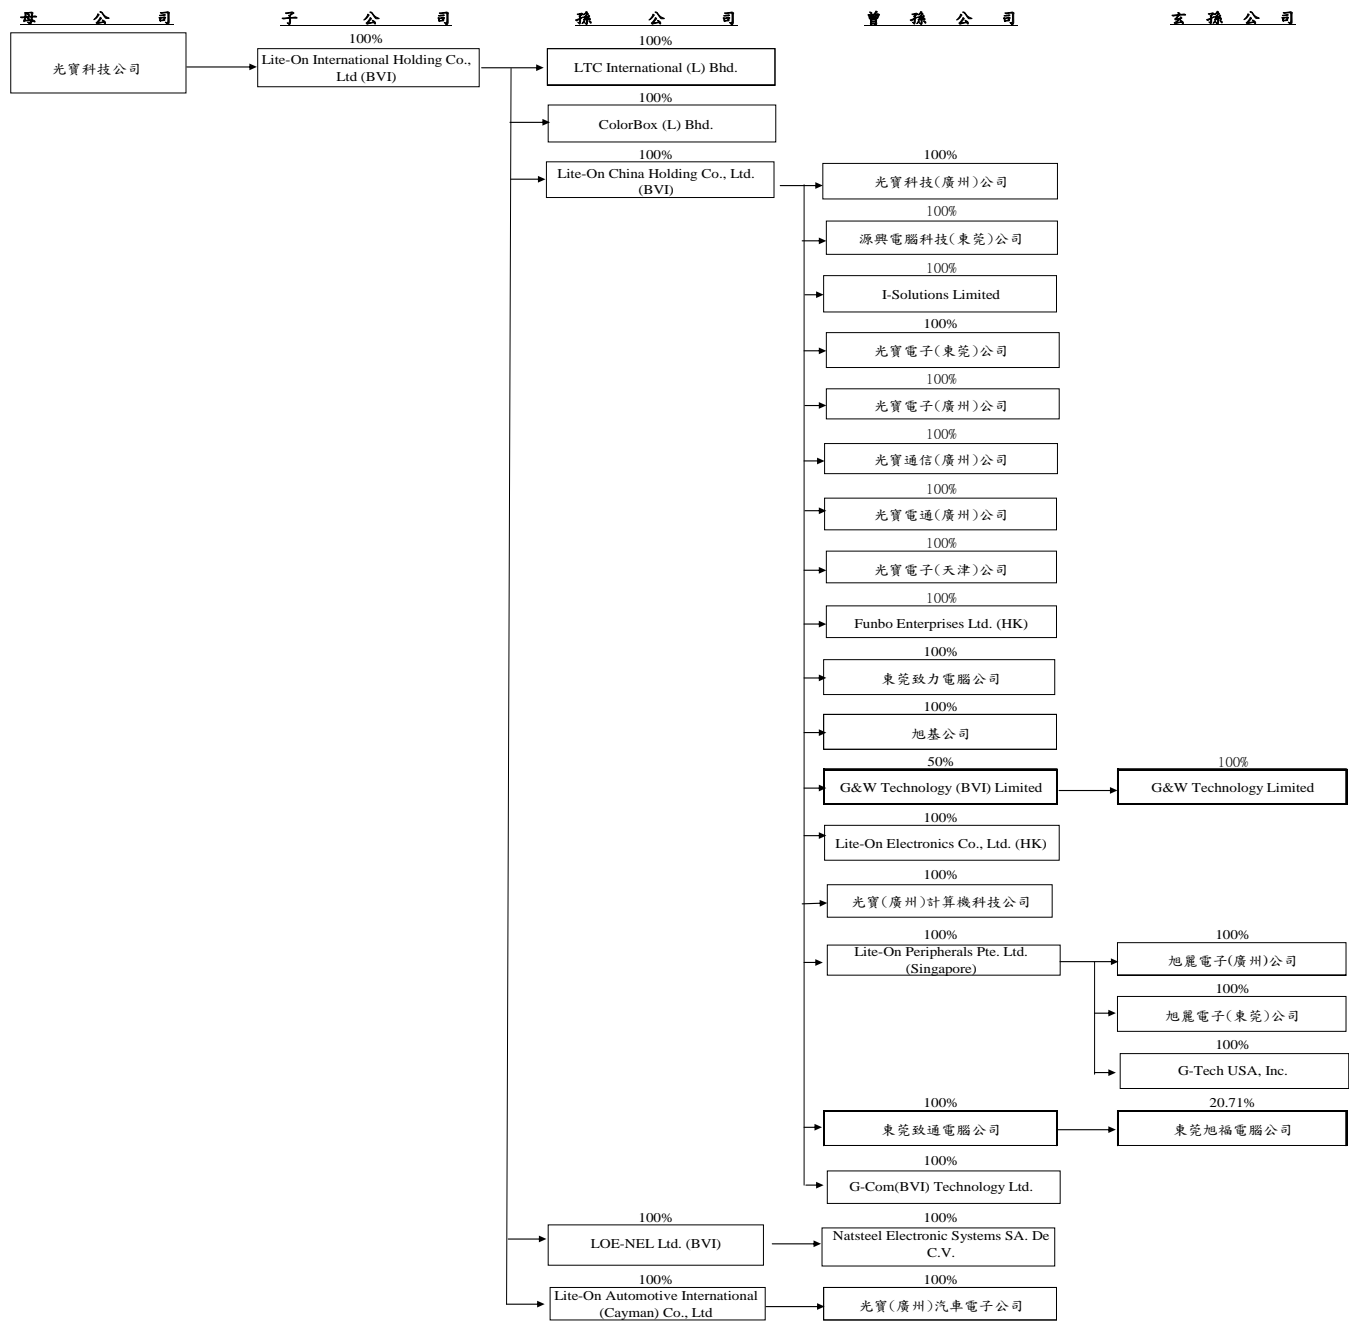 母公司 子公司 孫公司 曾孫公司 玄孫公司
光寶科技公司
100%
Lite-On International Holding Co.,
Ltd (BVI)
100%
LTC International (L) Bhd.
100%
ColorBox (L) Bhd.
100%
Lite-On China Holding Co., Ltd.
(BVI)
100%
光寶科技(廣州)公司
100%
源興電腦科技(東莞)公司
100%
I-Solutions Limited
100%
光寶電子(東莞)公司
100%
光寶電子(廣州)公司
100%
光寶通信(廣州)公司
100%
光寶電通(廣州)公司
100%
光寶電子(天津)公司
100%
Funbo Enterprises Ltd. (HK)
100%
東莞致力電腦公司
100%
旭基公司
50%
G&W Technology (BVI) Limited
100%
G&W Technology Limited
100%
Lite-On Electronics Co., Ltd. (HK)
100%
光寶(廣州)計算機科技公司
100%
Lite-On Peripherals Pte. Ltd.
(Singapore)
100%
旭麗電子(廣州)公司
100%
旭麗電子(東莞)公司
100%
G-Tech USA, Inc.
100%
東莞致通電腦公司
20.71%
東莞旭福電腦公司
100%
G-Com(BVI) Technology Ltd.
100%
LOE-NEL Ltd. (BVI)
100%
Natsteel Electronic Systems SA. De
C.V.
100%
Lite-On Automotive International
(Cayman) Co., Ltd
100%
光寶(廣州)汽車電子公司